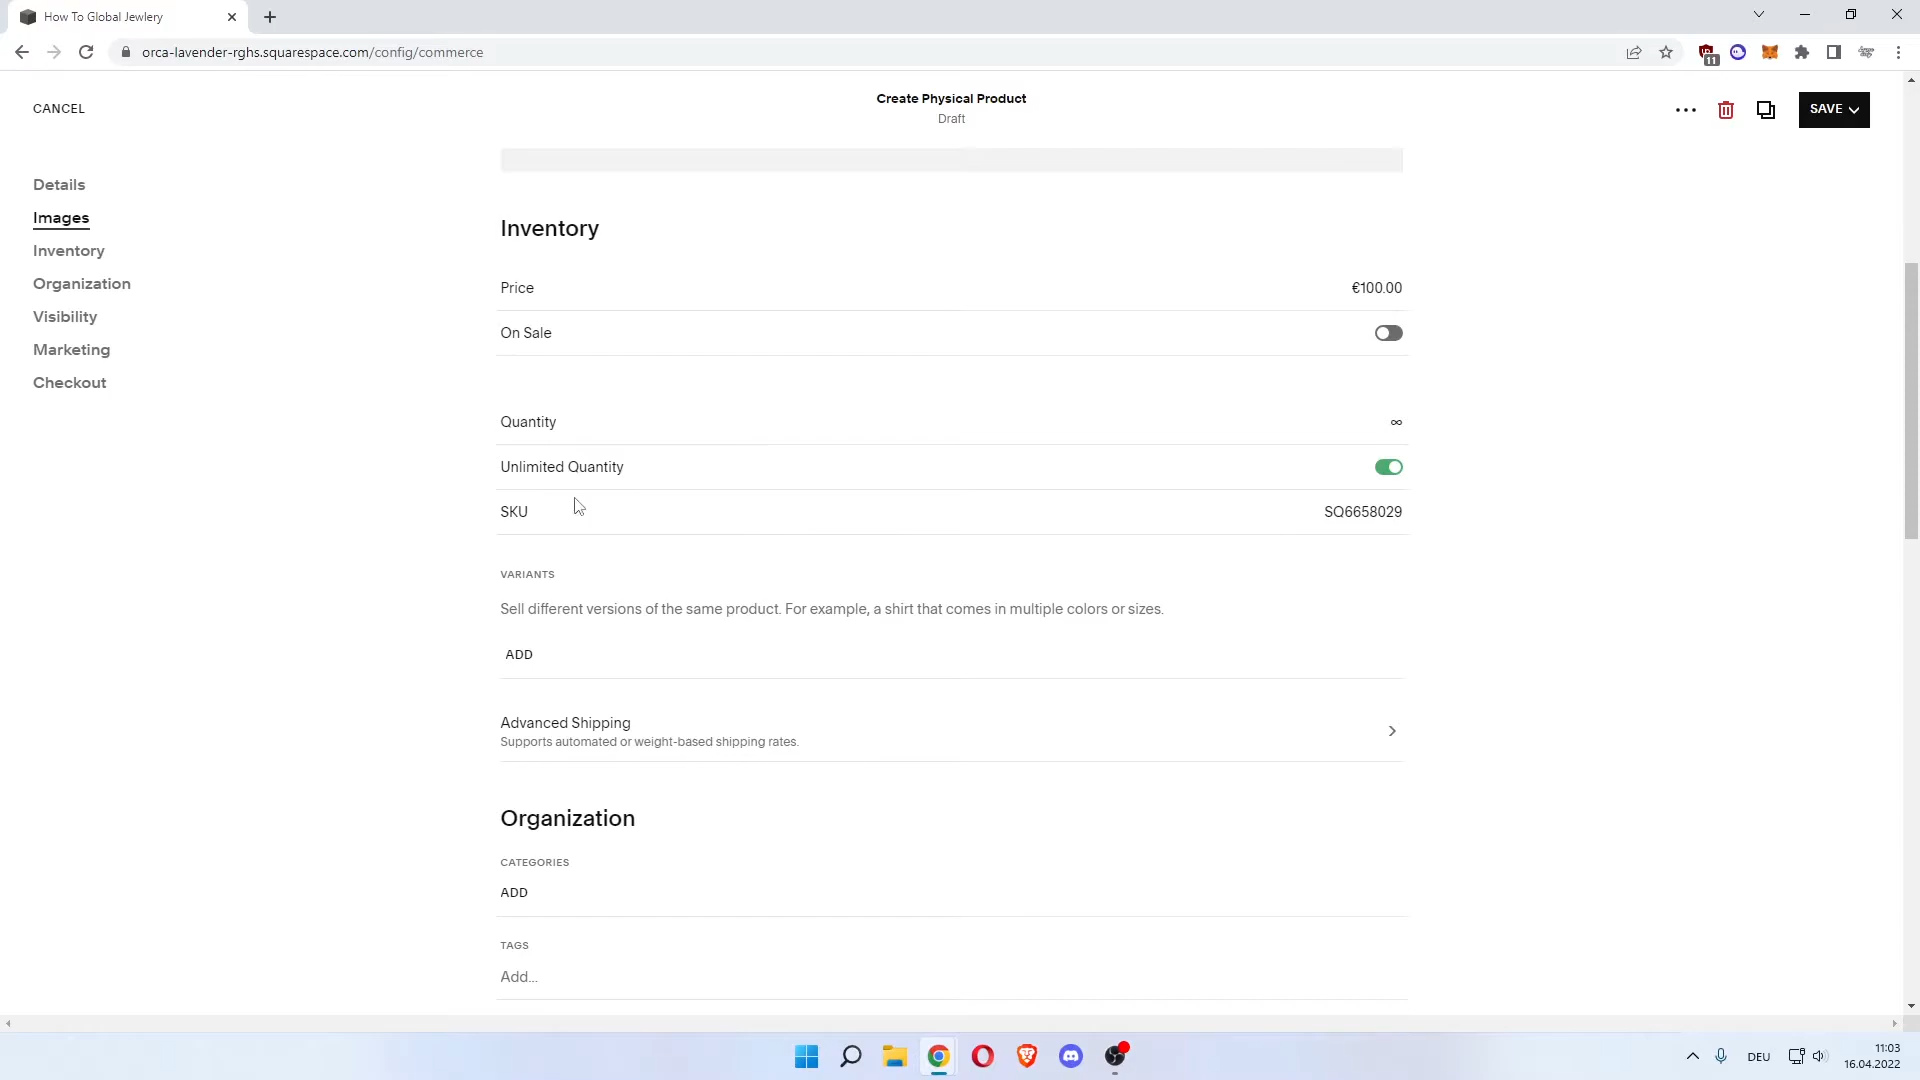 How To Global Jewlery
orca-lavender-rghs.squarespace.com/config/commerce
11
CANCEL
Create Physical Product
Draft
SAVE
Details
Images
Inventory
Organization
Visibility
Marketing
Checkout
Inventory
Price €100.00
On Sale
Quantity ∞
Unlimited Quantity
SKU SQ6658029
VARIANTS
Sell different versions of the same product. For example, a shirt that comes in multiple colors or sizes.
ADD
Advanced Shipping
Supports automated or weight-based shipping rates.
Organization
CATEGORIES
ADD
TAGS
Add...
DEU
11:03
16.04.2022